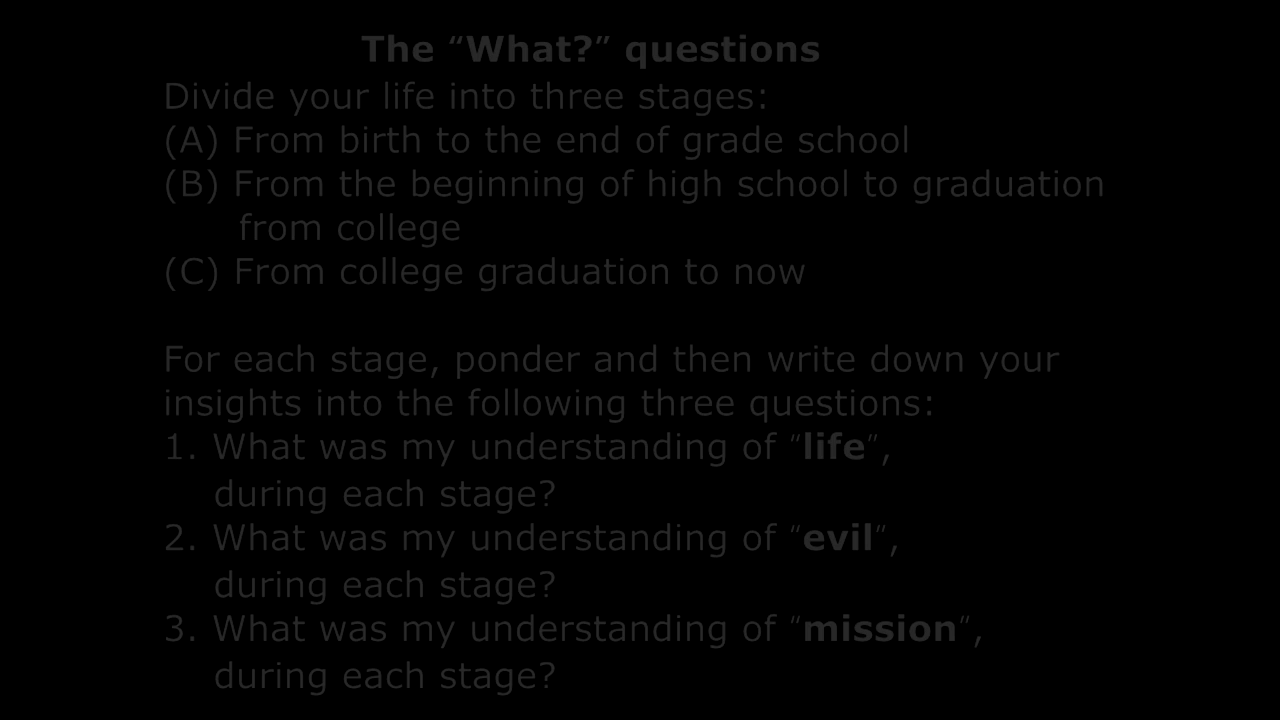 The “What?” questions
Divide your life into three stages:
(A) From birth to the end of grade school
(B) From the beginning of high school to graduation
from college
(C) From college graduation to now
For each stage, ponder and then write down your
insights into the following three questions:
1. What was my understanding of “life”,
during each stage?
2. What was my understanding of “evil”,
during each stage?
3. What was my understanding of “mission”,
during each stage?